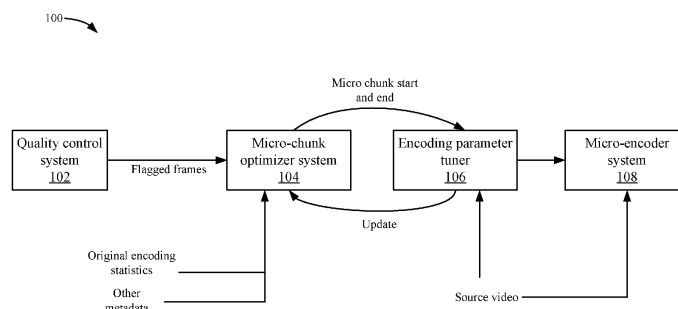 100
Micro chunk start
and end
Quality control
system
102
Flagged frames
Micro-chunk
optimizer system
104
Encoding parameter
tuner
106
Micro-encoder
system
108
Update
Original encoding
statistics
Other
metadata
Source video